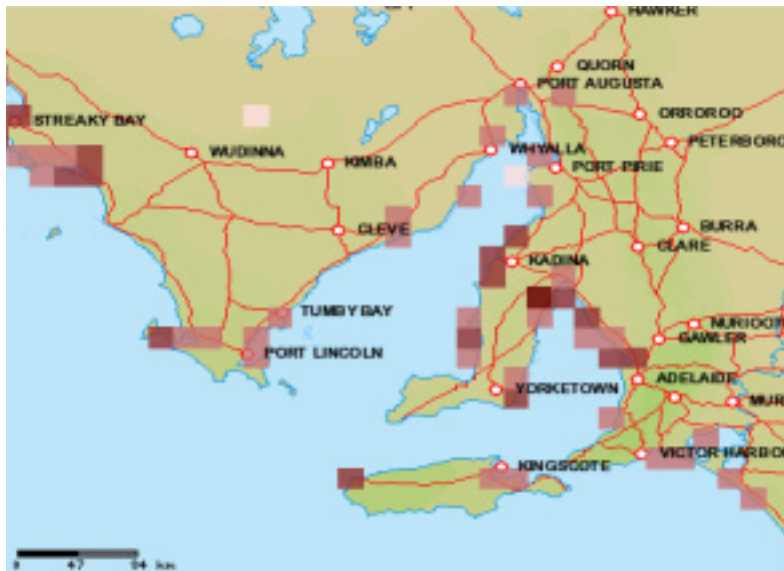 HAWKER
QUORN
PORT AUGUSTA
ORROROO
STREAKY BAY
PETERBORO
WUDINNA
WHYALLA
KIMBA
PORT PIRIE
CLEVE
BURRA
CLARE
KADINA
TUMBY BAY
NURIOOT
GAWLER
PORT LINCOLN
ADELAIDE
YORKETOWN
MUR
VICTOR HARBOR
KINGSCOTE
0 47 94 km